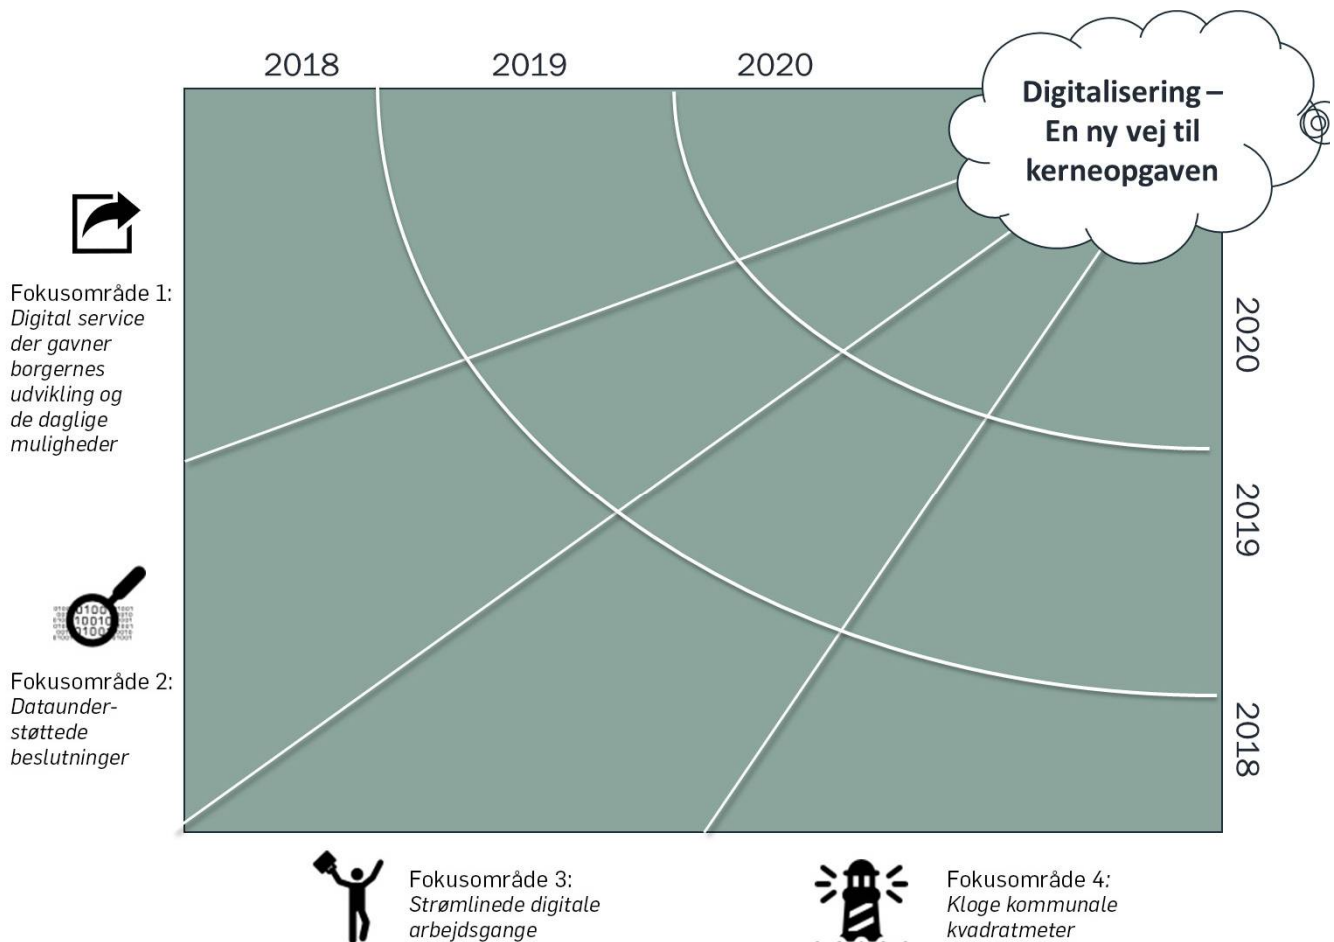 2018
2019
2020
Digitalisering –
En ny vej til
kerneopgaven
Fokusområde 1:
Digital service
der gavner
borgernes
udvikling og
de daglige
muligheder
2020
2019
2018
Fokusområde 2:
Dataunder-
støttede
beslutninger
Fokusområde 3:
Strømlinede digitale
arbejdsgange
Fokusområde 4:
Kloge kommunale
kvadratmeter